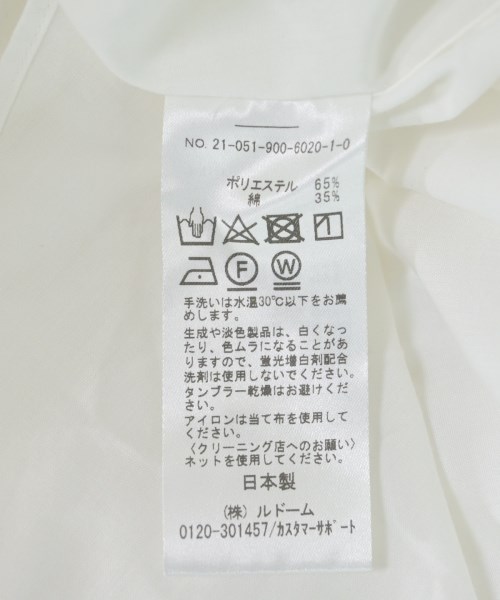 NO. 21-051-900-6020-1-0
ポリエステル 65%
綿 35%
F W
手洗いは水温30℃以下をお薦
めします。
生成や淡色製品は、白くなっ
たり、色ムラになることがあ
りますので、蛍光増白剤配合
洗剤は使用しないでください。
タンブラー乾燥はお避けくだ
さい。
アイロンは当て布を使用して
ください。
〈クリーニング店へのお願い〉
ネットを使用してください。
日本製
(株) ルドーム
0120-301457/カスタマーサポート